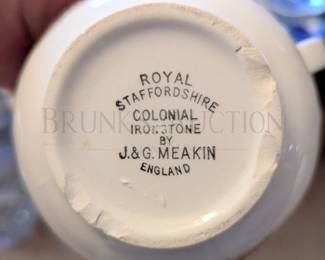 ROYAL
STAFFORDSHIRE
COLONIAL
IRONSTONE
BY
J.&G. MEAKIN
ENGLAND